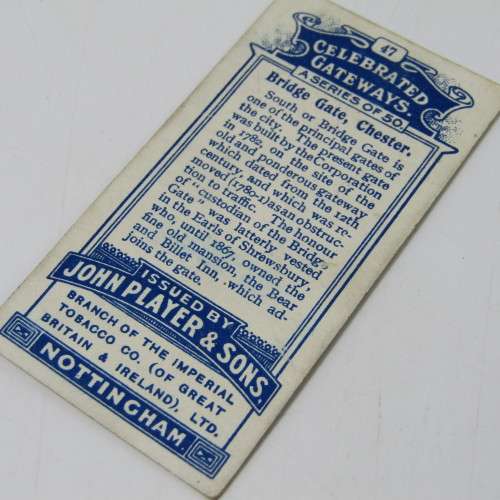 47
CELEBRATED
GATEWAYS.
A SERIES OF 50.
Bridge Gate, Chester.
South or Bridge Gate is
one of the principal gates of
the city. The present gate
was built by the Corporation
in 1782, on the site of the
old and ponderous gateway
which dated from the 12th
century, and which was re-
moved (1780-1) as an obstruc-
tion to traffic. The honour
of "custodian of the Bridge
Gate" was latterly vested
in the Earls of Shrewsbury,
who, until 1867, owned the
fine old mansion, the Bear
and Billet Inn, which ad-
joins the gate.
ISSUED BY
JOHN PLAYER & SONS,
BRANCH OF THE IMPERIAL
TOBACCO CO. (OF GREAT
BRITAIN & IRELAND), LTD.
NOTTINGHAM.